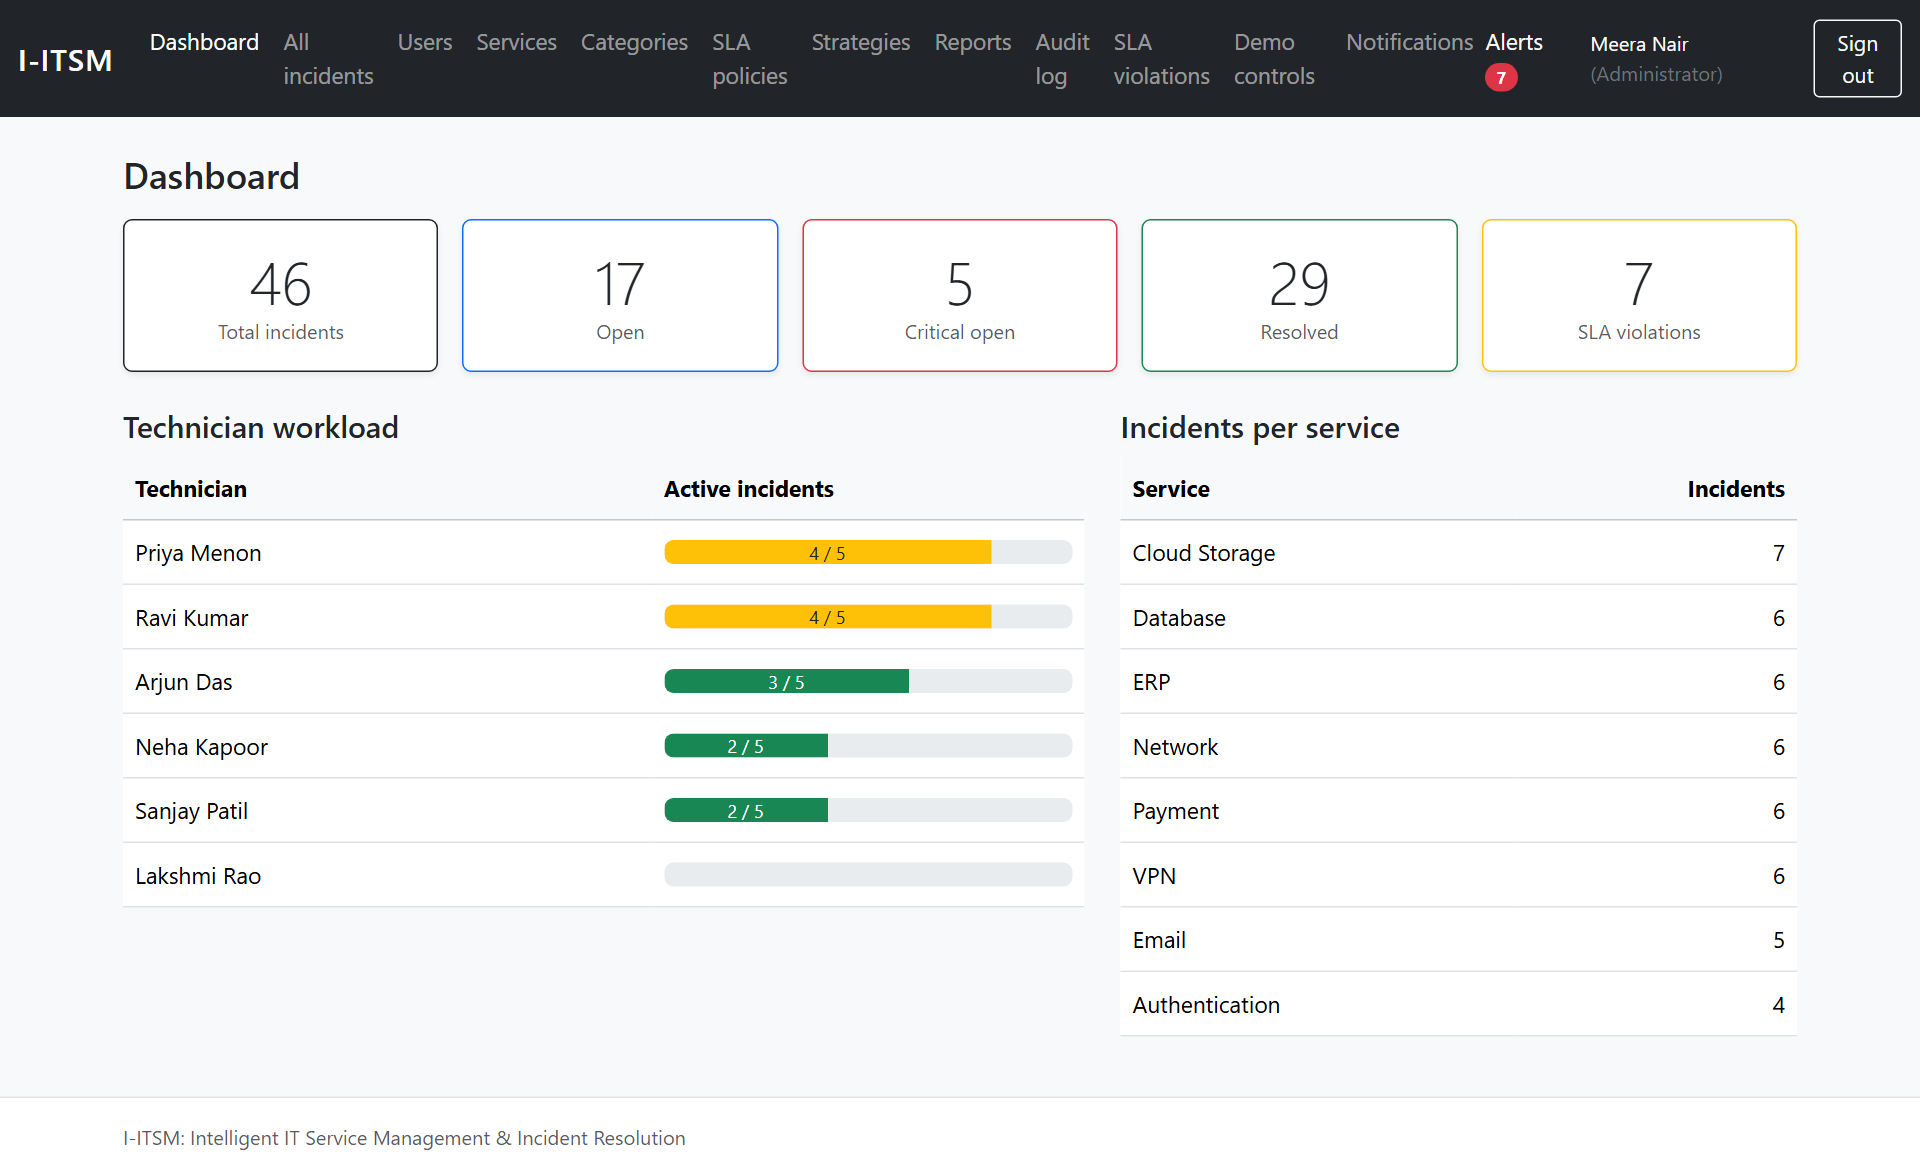 I-ITSM
Dashboard
All
incidents
Users
Services
Categories
SLA
policies
Strategies
Reports
Audit
log
SLA
violations
Demo
controls
Notifications
Alerts
7
Meera Nair
(Administrator)
Sign
out
Dashboard
46
Total incidents
17
Open
5
Critical open
29
Resolved
7
SLA violations
Technician workload
Technician Active incidents
Priya Menon 4 / 5
Ravi Kumar 4 / 5
Arjun Das 3 / 5
Neha Kapoor 2 / 5
Sanjay Patil 2 / 5
Lakshmi Rao
Incidents per service
Service Incidents
Cloud Storage 7
Database 6
ERP 6
Network 6
Payment 6
VPN 6
Email 5
Authentication 4
I-ITSM: Intelligent IT Service Management & Incident Resolution